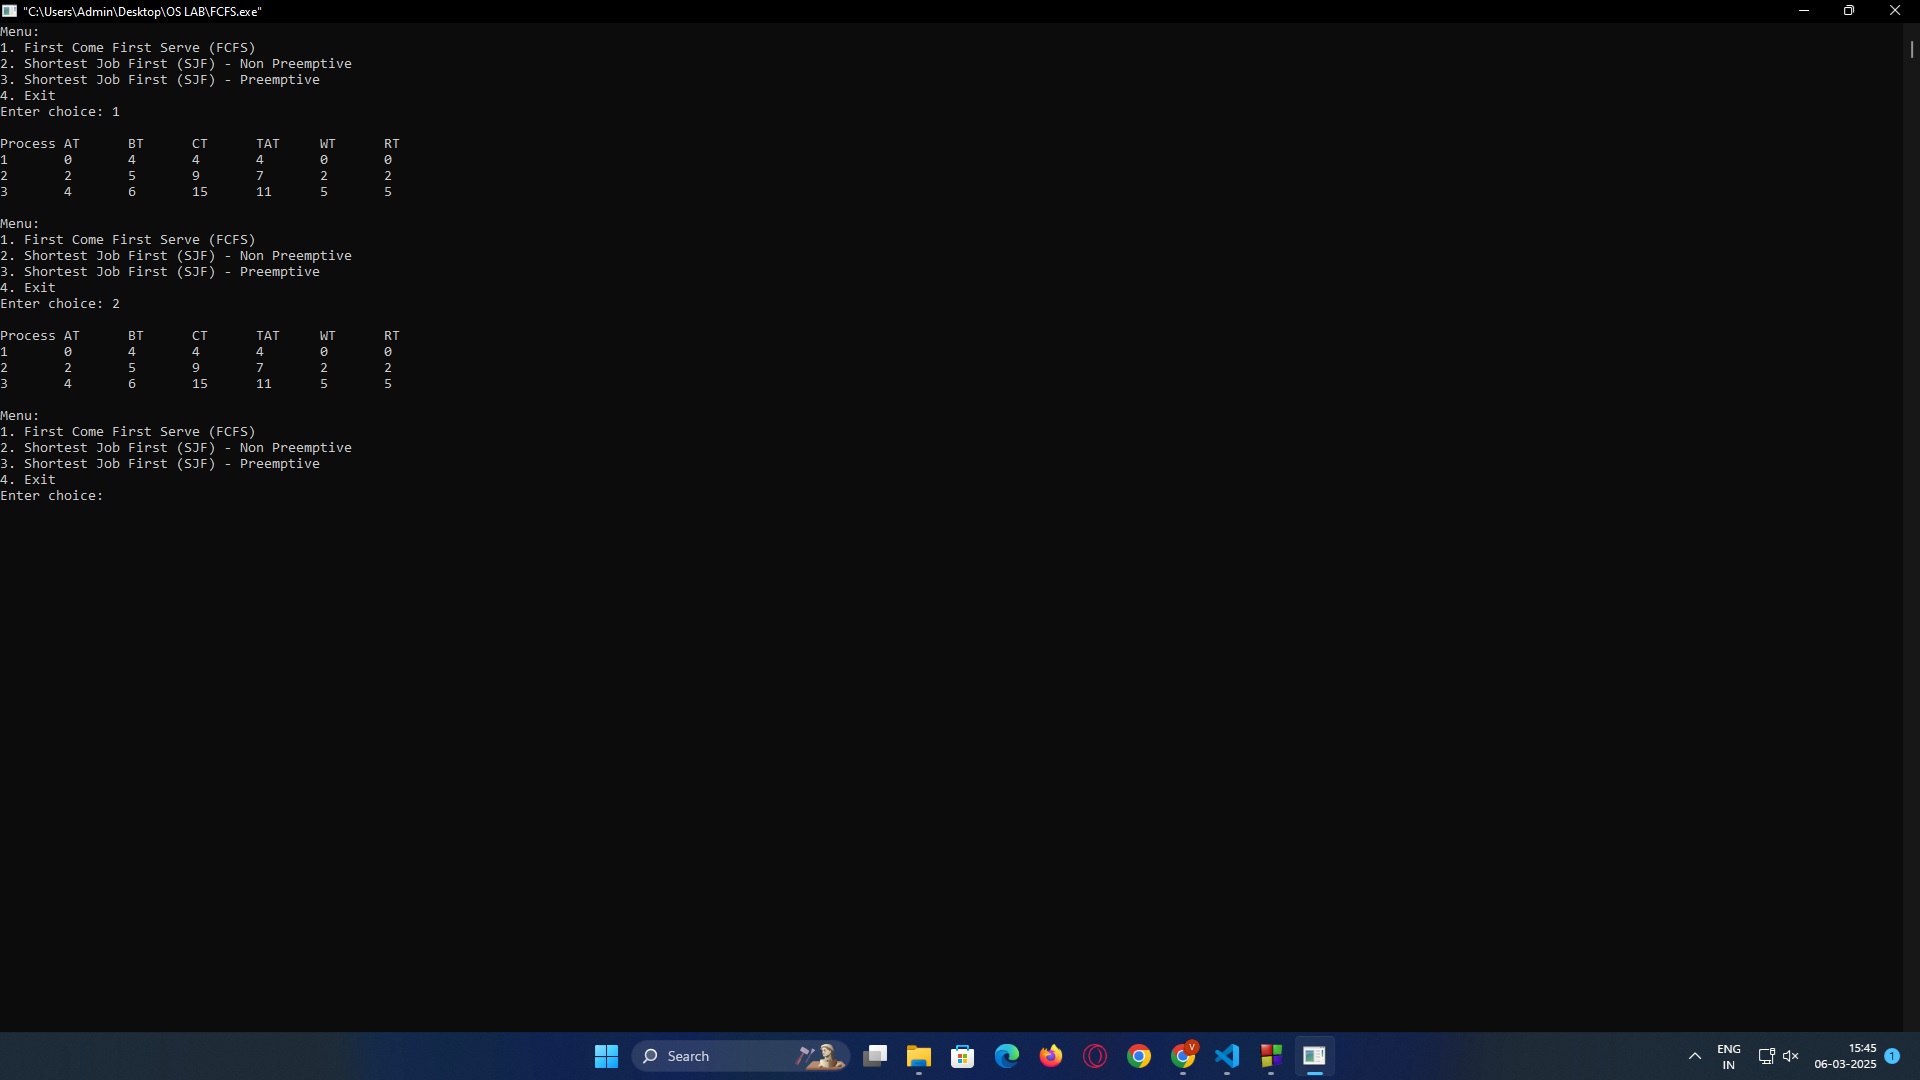 "C:\Users\Admin\Desktop\OS LAB\FCFS.exe"
Menu:
1. First Come First Serve (FCFS)
2. Shortest Job First (SJF) - Non Preemptive
3. Shortest Job First (SJF) - Preemptive
4. Exit
Enter choice: 1
Process AT BT CT TAT WT RT
1 0 4 4 4 0 0
2 2 5 9 7 2 2
3 4 6 15 11 5 5
Menu:
1. First Come First Serve (FCFS)
2. Shortest Job First (SJF) - Non Preemptive
3. Shortest Job First (SJF) - Preemptive
4. Exit
Enter choice: 2
Process AT BT CT TAT WT RT
1 0 4 4 4 0 0
2 2 5 9 7 2 2
3 4 6 15 11 5 5
Menu:
1. First Come First Serve (FCFS)
2. Shortest Job First (SJF) - Non Preemptive
3. Shortest Job First (SJF) - Preemptive
4. Exit
Enter choice:
Search
V
ENG
IN
15:45
06-03-2025
1